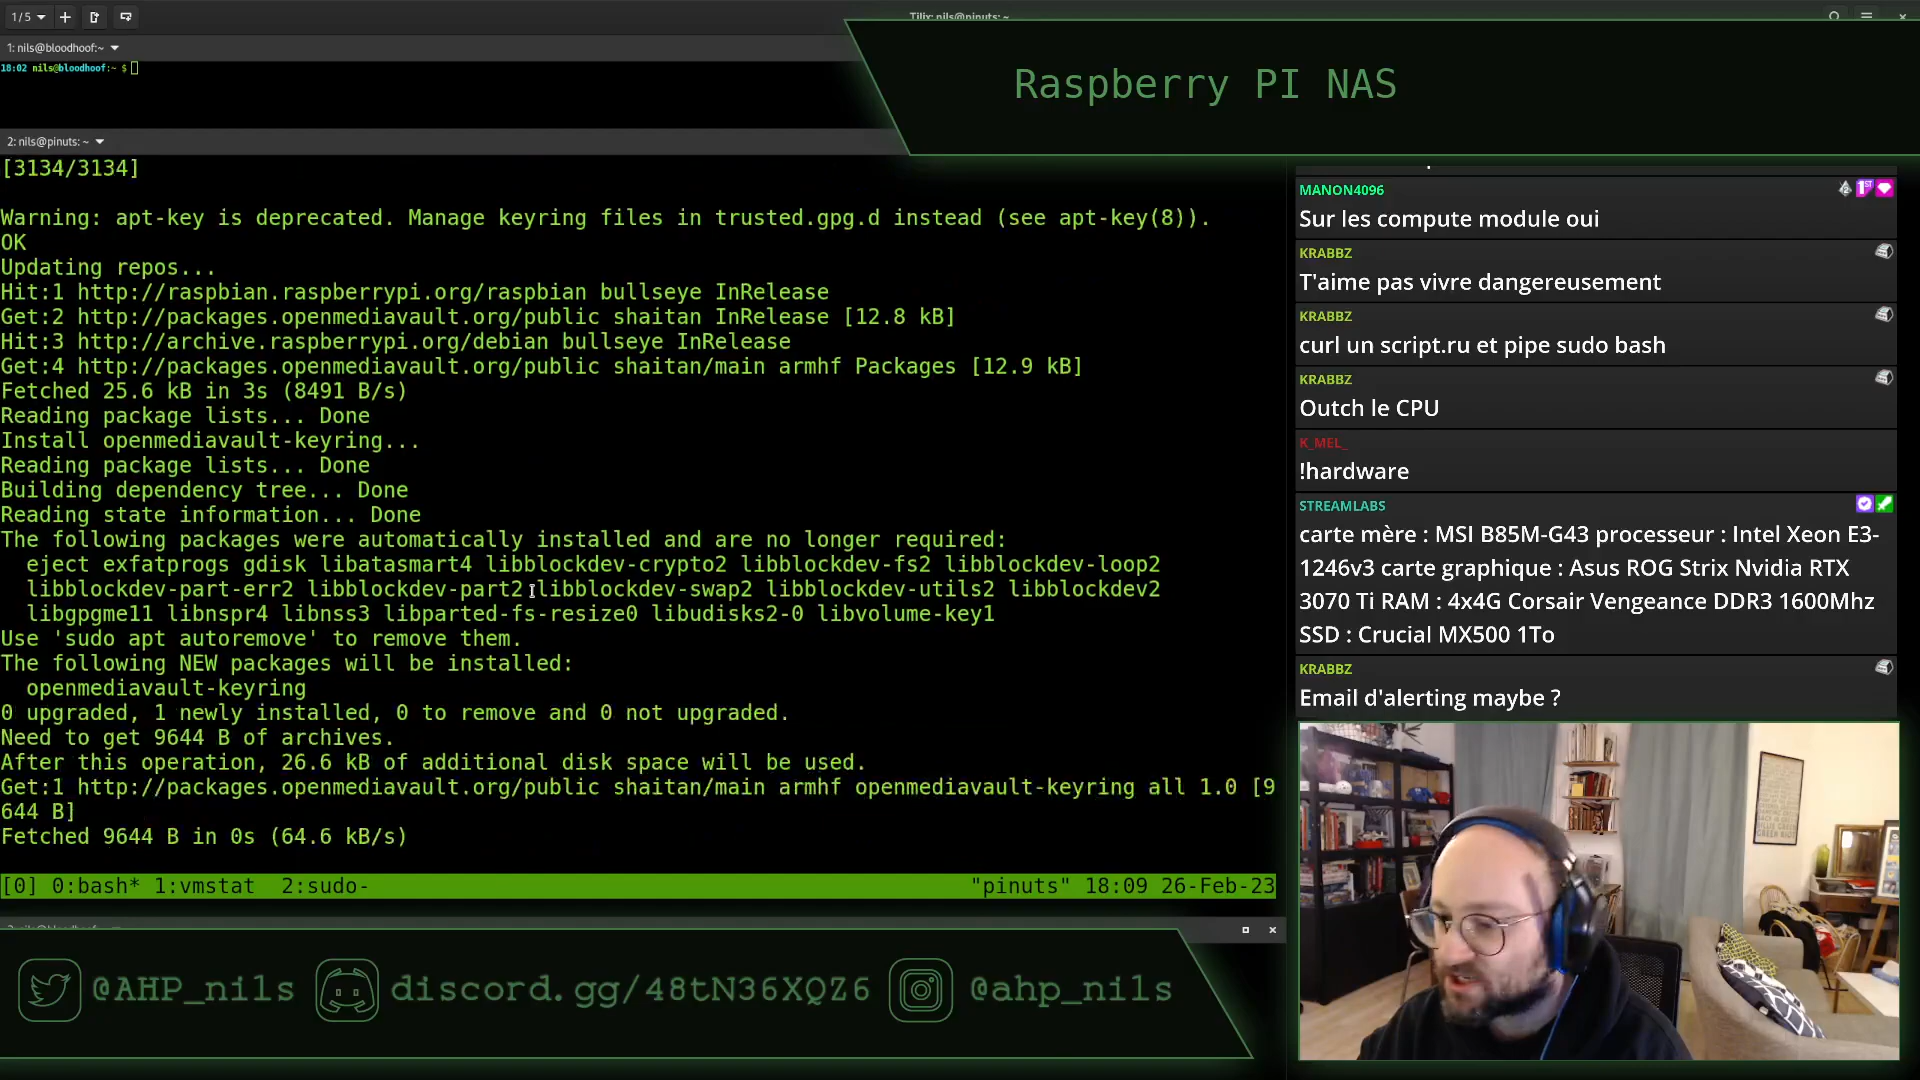 1/5
Tilix: nils@pinuts: ~
1: nils@bloodhoof:~
18:02 nils@bloodhoof:~ $
Raspberry PI NAS
2: nils@pinuts: ~
[3134/3134]
Warning: apt-key is deprecated. Manage keyring files in trusted.gpg.d instead (see apt-key(8)).
OK
Updating repos...
Hit:1 http://raspbian.raspberrypi.org/raspbian bullseye InRelease
Get:2 http://packages.openmediavault.org/public shaitan InRelease [12.8 kB]
Hit:3 http://archive.raspberrypi.org/debian bullseye InRelease
Get:4 http://packages.openmediavault.org/public shaitan/main armhf Packages [12.9 kB]
Fetched 25.6 kB in 3s (8491 B/s)
Reading package lists... Done
Install openmediavault-keyring...
Reading package lists... Done
Building dependency tree... Done
Reading state information... Done
The following packages were automatically installed and are no longer required:
eject exfatprogs gdisk libatasmart4 libblockdev-crypto2 libblockdev-fs2 libblockdev-loop2
libblockdev-part-err2 libblockdev-part2 libblockdev-swap2 libblockdev-utils2 libblockdev2
libgpgme11 libnspr4 libnss3 libparted-fs-resize0 libudisks2-0 libvolume-key1
Use 'sudo apt autoremove' to remove them.
The following NEW packages will be installed:
openmediavault-keyring
0 upgraded, 1 newly installed, 0 to remove and 0 not upgraded.
Need to get 9644 B of archives.
After this operation, 26.6 kB of additional disk space will be used.
Get:1 http://packages.openmediavault.org/public shaitan/main armhf openmediavault-keyring all 1.0 [9
644 B]
Fetched 9644 B in 0s (64.6 kB/s)
[0] 0:bash* 1:vmstat  2:sudo-
"pinuts" 18:09 26-Feb-23
MANON4096
Sur les compute module oui
KRABBZ
T'aime pas vivre dangereusement
KRABBZ
curl un script.ru et pipe sudo bash
KRABBZ
Outch le CPU
K_MEL_
!hardware
STREAMLABS
carte mère : MSI B85M-G43 processeur : Intel Xeon E3-
1246v3 carte graphique : Asus ROG Strix Nvidia RTX
3070 Ti RAM : 4x4G Corsair Vengeance DDR3 1600Mhz
SSD : Crucial MX500 1To
KRABBZ
Email d'alerting maybe ?
@AHP_nils
discord.gg/48tN36XQZ6
@ahp_nils